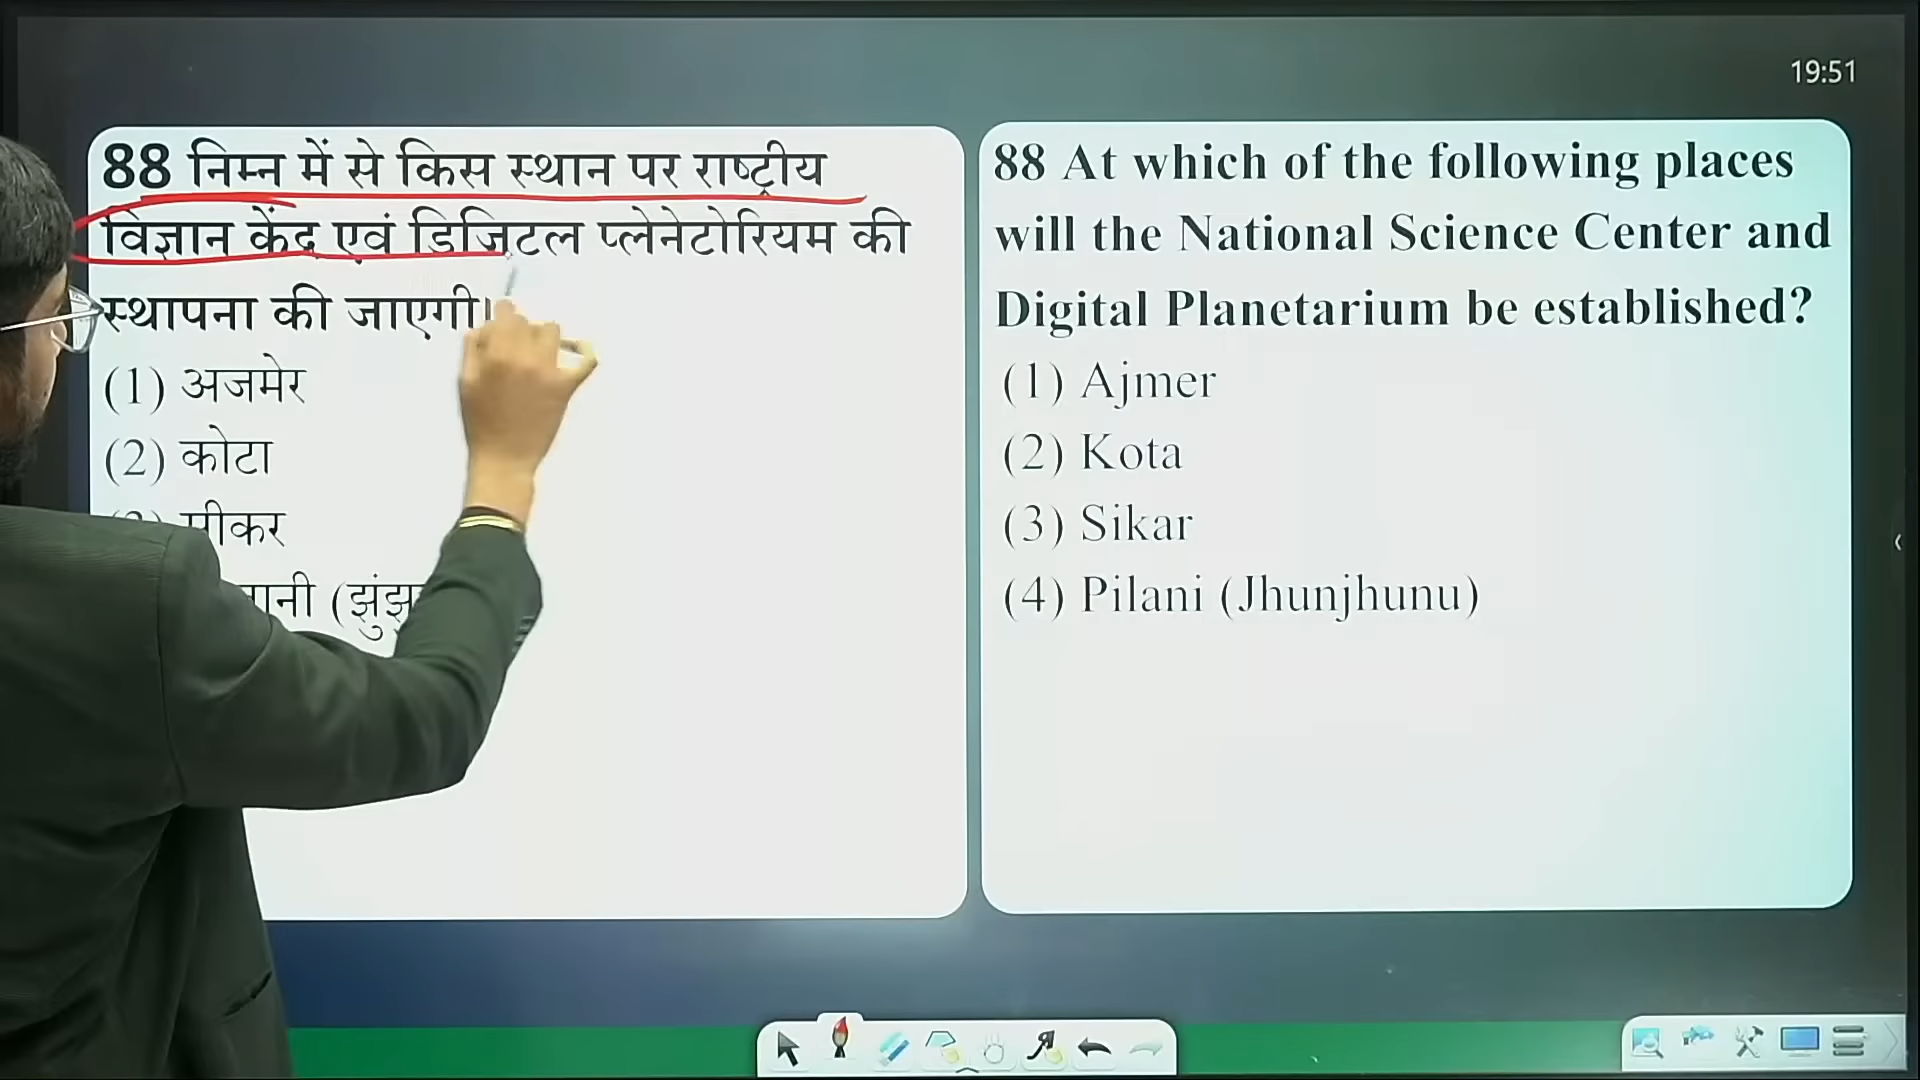 19:51
88 निम्न में से किस स्थान पर राष्ट्रीय
विज्ञान केंद एवं डिजिटल प्लेनेटोरियम की
स्थापना की जाएगी।
(1) अजमेर
(2) कोटा
(झुंझु
88 At which of the following places
will the National Science Center and
Digital Planetarium be established?
(1) Ajmer
(2) Kota
(3) Sikar
(4) Pilani (Jhunjhunu)